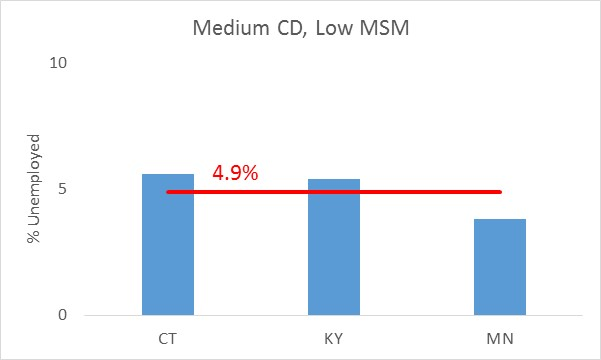 Medium CD, Low MSM
10
5
0
% Unemployed
4.9%
CT
KY
MN